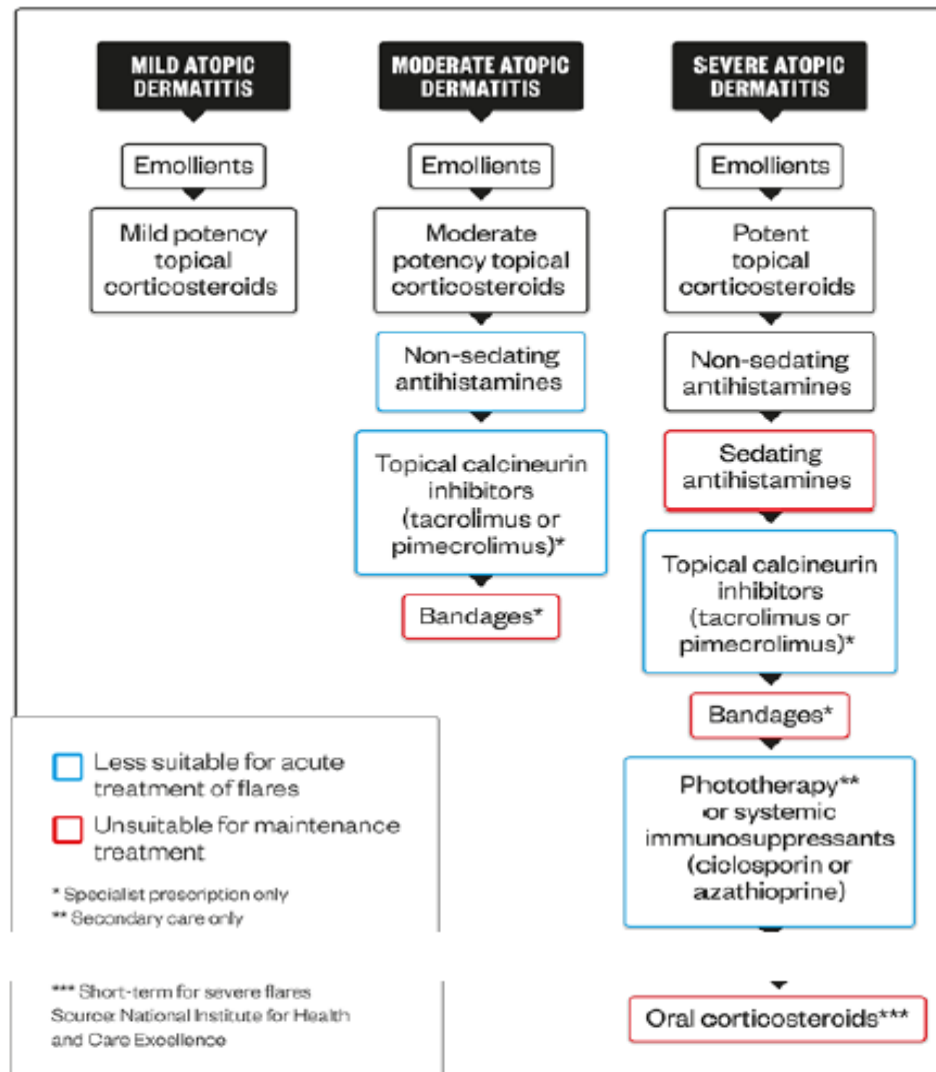 MILD ATOPIC
DERMATITIS
Emollients
Mild potency
topical
corticosteroids
MODERATE ATOPIC
DERMATITIS
Emollients
Moderate
potency topical
corticosteroids
Non-sedating
antihistamines
Topical calcineurin
inhibitors
(tacrolimus or
pimecrolimus)*
Bandages*
SEVERE ATOPIC
DERMATITIS
Emollients
Potent
topical
corticosteroids
Non-sedating
antihistamines
Sedating
antihistamines
Topical calcineurin
inhibitors
(tacrolimus or
pimecrolimus)*
Bandages*
Phototherapy**
or systemic
immunosuppressants
(ciclosporin or
azathioprine)
Oral corticosteroids***
Less suitable for acute
treatment of flares
Unsuitable for maintenance
treatment
* Specialist prescription only
** Secondary care only
*** Short-term for severe flares
Source: National Institute for Health
and Care Excellence